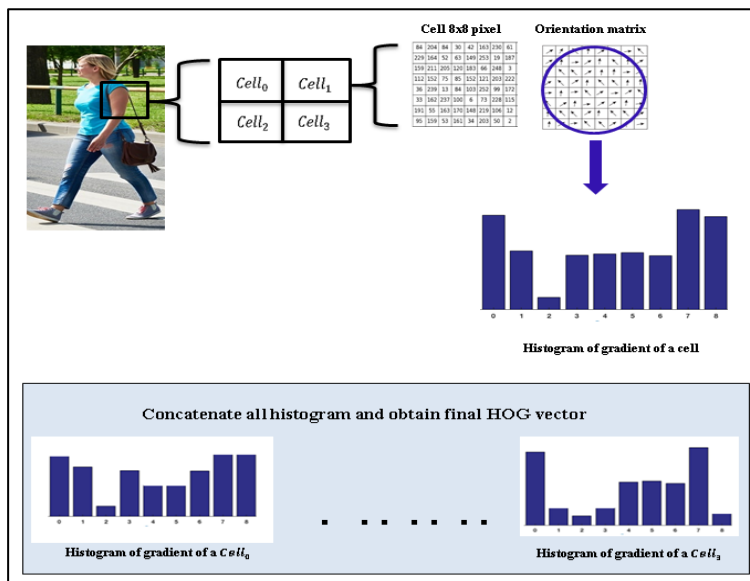 Cell 8x8 pixel
Orientation matrix
Cell₀ Cell₁
Cell₂ Cell₃
84 204 84 30 42 163 230 61
229 164 52 63 149 253 19 187
159 211 205 120 183 66 248 3
112 152 75 85 152 121 203 222
36 239 13 84 103 252 99 172
33 162 237 100 6 73 228 115
191 55 163 170 148 219 106 12
95 159 53 161 34 203 50 2
0 1 2 3 4 5 6 7 8
Histogram of gradient of a cell
Concatenate all histogram and obtain final HOG vector
0 1 2 3 4 5 6 7 8
Histogram of gradient of a Cell₀
. . . . . .
0 1 2 3 4 5 6 7 8
Histogram of gradient of a Cell₃